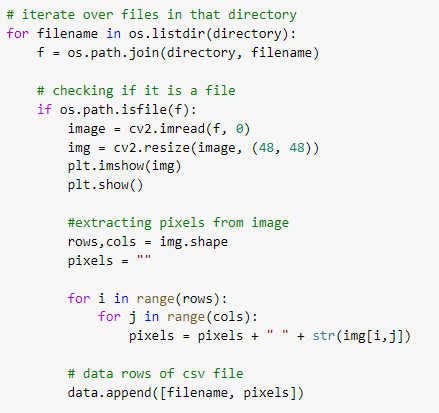 # iterate over files in that directory
for filename in os.listdir(directory):
    f = os.path.join(directory, filename)

    # checking if it is a file
    if os.path.isfile(f):
        image = cv2.imread(f, 0)
        img = cv2.resize(image, (48, 48))
        plt.imshow(img)
        plt.show()

        #extracting pixels from image
        rows,cols = img.shape
        pixels = ""

        for i in range(rows):
            for j in range(cols):
                pixels = pixels + " " + str(img[i,j])

        # data rows of csv file
        data.append([filename, pixels])